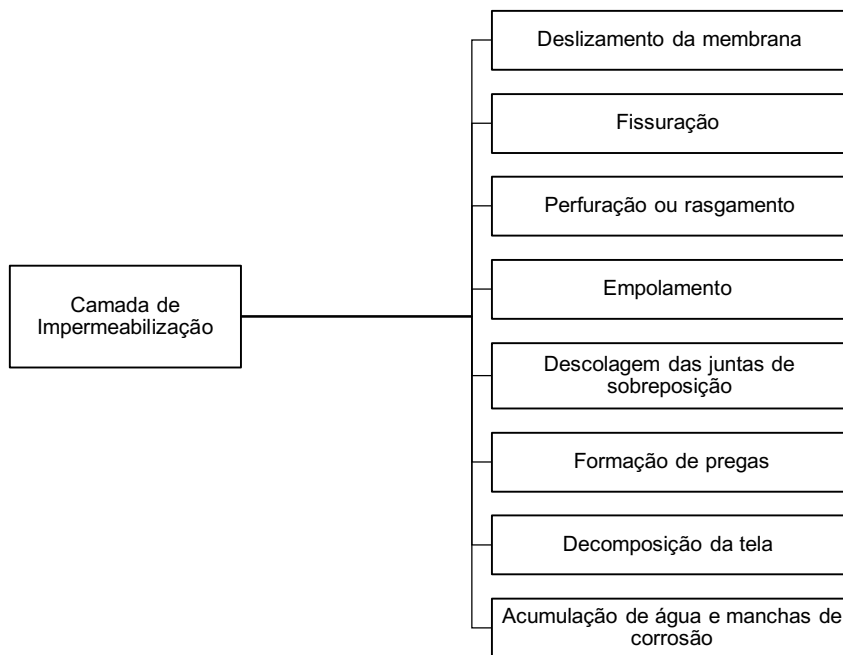 Deslizamento da membrana
Fissuração
Perfuração ou rasgamento
Empolamento
Camada de
Impermeabilização
Descolagem das juntas de
sobreposição
Formação de pregas
Decomposição da tela
Acumulação de água e manchas de
corrosão